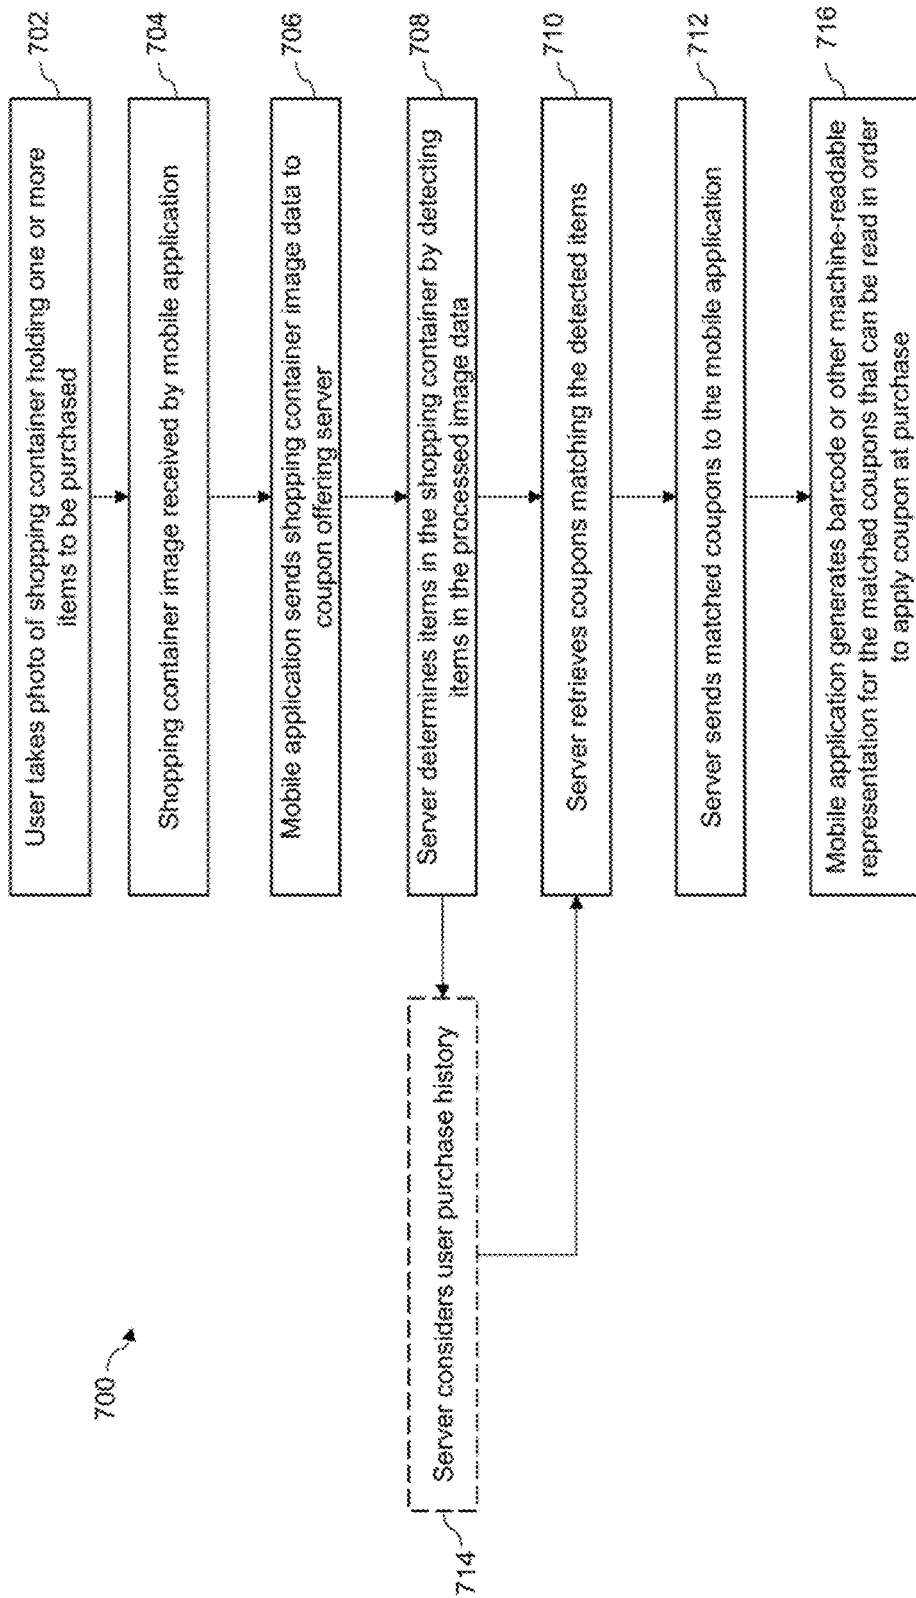 700
User takes photo of shopping container holding one or more
items to be purchased
702
Shopping container image received by mobile application
704
Mobile application sends shopping container image data to
coupon offering server
706
Server determines items in the shopping container by detecting
items in the processed image data
708
Server considers user purchase history
714
Server retrieves coupons matching the detected items
710
Server sends matched coupons to the mobile application
712
Mobile application generates barcode or other machine-readable
representation for the matched coupons that can be read in order
to apply coupon at purchase
716